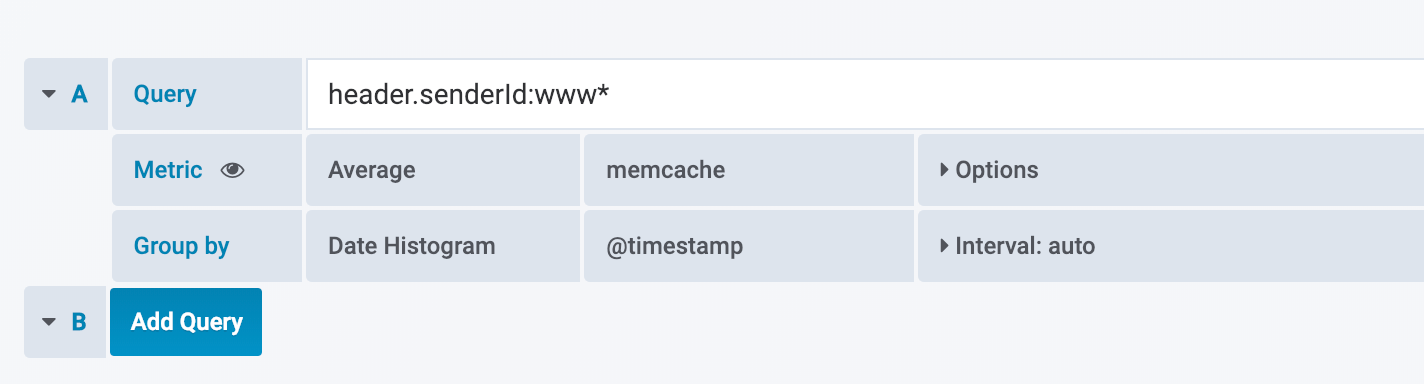 A Query header.senderId:www*
Metric Average memcache Options
Group by Date Histogram @timestamp Interval: auto
B Add Query